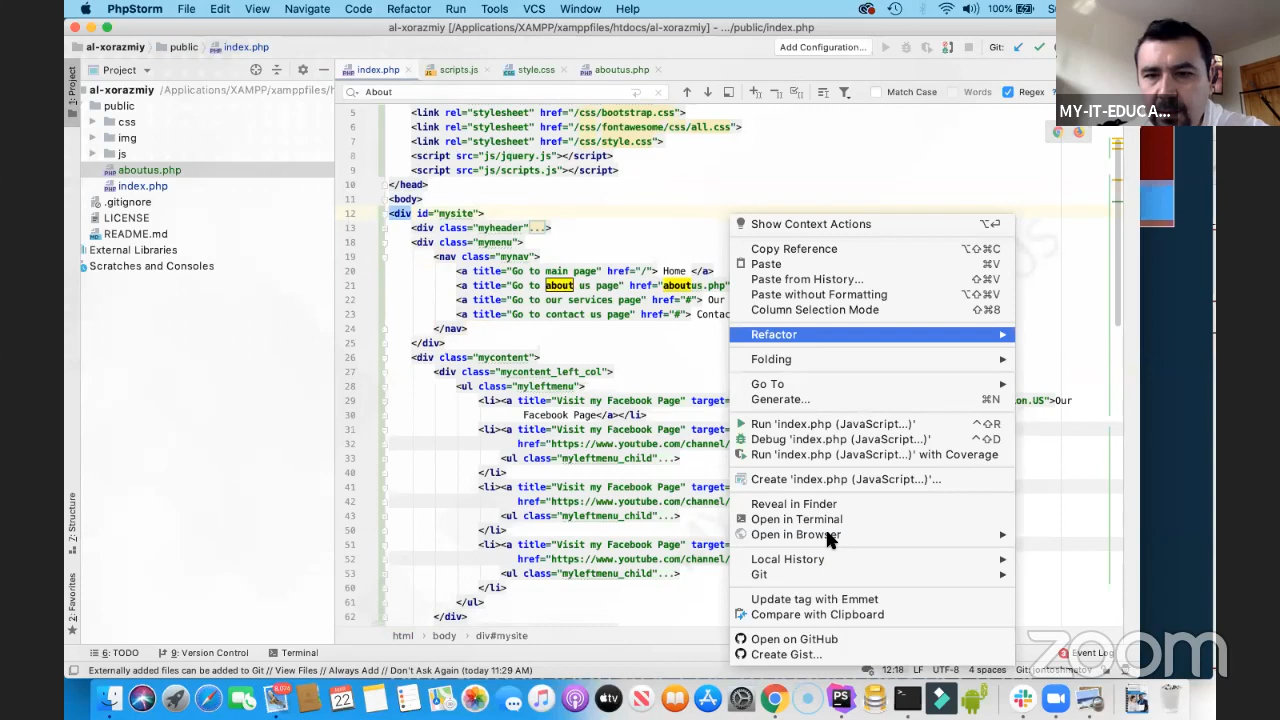 PhpStorm File Edit View Navigate Code Refactor Run Tools VCS Window Help 100%
al-xorazmiy [/Applications/XAMPP/xamppfiles/htdocs/al-xorazmiy] - .../public/index.php
al-xorazmiy public index.php Add Configuration... Git:
MY-IT-EDUCA...
Project index.php scripts.js style.css aboutus.php
1: Project
al-xorazmiy /Applications/XAMPP/xamppfiles/h
public
css
img
js
aboutus.php
index.php
.gitignore
LICENSE
README.md
External Libraries
Scratches and Consoles
About Match Case Words Regex
5 <link rel="stylesheet" href="/css/bootstrap.css">
6 <link rel="stylesheet" href="/css/fontawesome/css/all.css">
7 <link rel="stylesheet" href="/css/style.css">
8 <script src="js/jquery.js"></script>
9 <script src="js/scripts.js"></script>
10 </head>
11 <body>
12 <div id="mysite">
13 <div class="myheader"...>
18 <div class="mymenu">
19 <nav class="mynav">
20 <a title="Go to main page" href="/"> Home </a>
21 <a title="Go to about us page" href="aboutus.php"
22 <a title="Go to our services page" href="#"> Our
23 <a title="Go to contact us page" href="#"> Contac
24 </nav>
25 </div>
26 <div class="mycontent">
27 <div class="mycontent_left_col">
28 <ul class="myleftmenu">
29 <li><a title="Visit my Facebook Page" target= on.US">Our
30 Facebook Page</a></li>
31 <li><a title="Visit my Facebook Page" target=
32 href="https://www.youtube.com/channel/
33 <ul class="myleftmenu_child"...>
40 </li>
41 <li><a title="Visit my Facebook Page" target=
42 href="https://www.youtube.com/channel/
43 <ul class="myleftmenu_child"...>
50 </li>
51 <li><a title="Visit my Facebook Page" target=
52 href="https://www.youtube.com/channel/
53 <ul class="myleftmenu_child"...>
60 </li>
61 </ul>
62 </div>
html body div#mysite
Show Context Actions ⌥⏎
Copy Reference ⌥⇧⌘C
Paste ⌘V
Paste from History... ⇧⌘V
Paste without Formatting ⌥⇧⌘V
Column Selection Mode ⇧⌘8
Refactor
Folding
Go To
Generate... ⌘N
Run 'index.php (JavaScript...)' ⌃⇧R
Debug 'index.php (JavaScript...)' ⌃⇧D
Run 'index.php (JavaScript...)' with Coverage
Create 'index.php (JavaScript...)'...
Reveal in Finder
Open in Terminal
Open in Browser
Local History
Git
Update tag with Emmet
Compare with Clipboard
Open on GitHub
Create Gist...
7: Structure
2: Favorites
6: TODO 9: Version Control Terminal Event Log
Externally added files can be added to Git // View Files // Always Add // Don't Ask Again (today 11:29 AM) 12:18 LF UTF-8 4 spaces
zoom
MAR
22
tv
PS